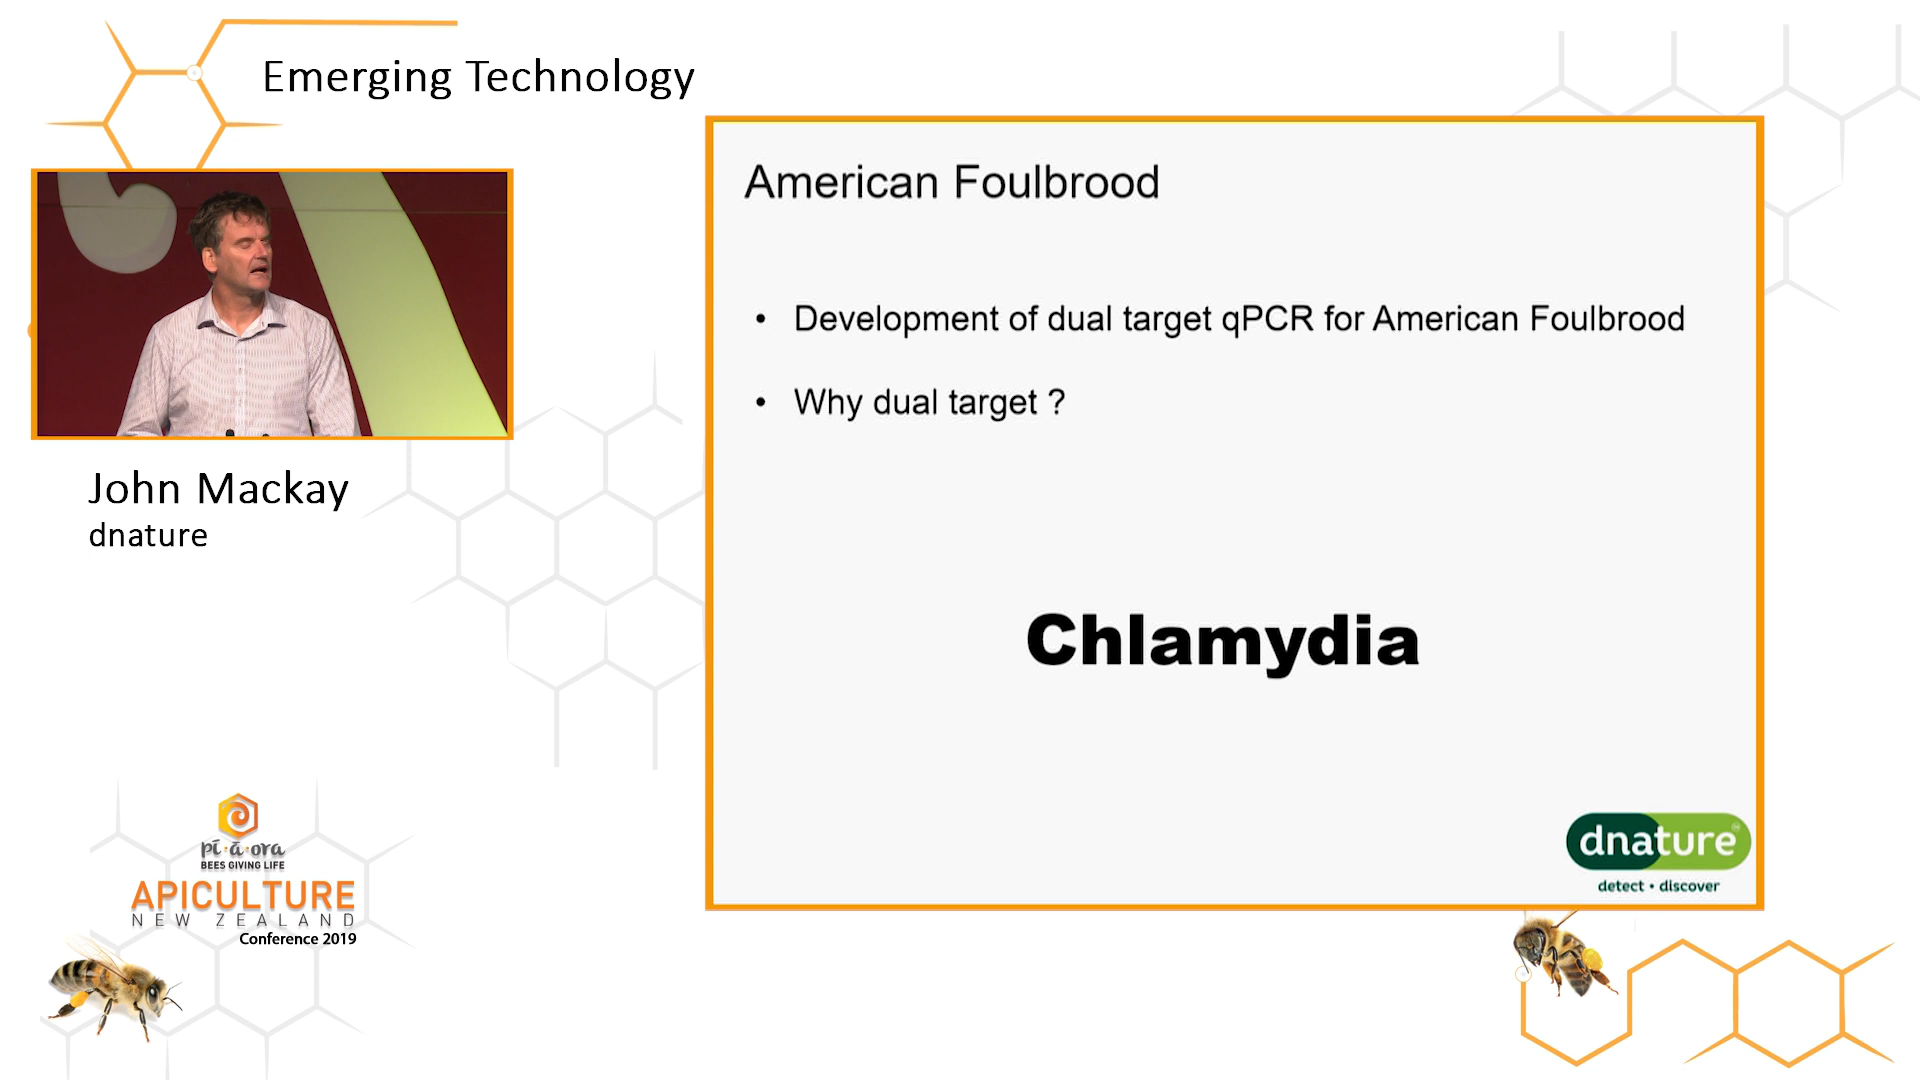 Emerging Technology
John Mackay
dnature
American Foulbrood
• Development of dual target qPCR for American Foulbrood
• Why dual target ?
Chlamydia
dnature
detect • discover
pī·ā·ora
BEES GIVING LIFE
APICULTURE
NEW ZEALAND
Conference 2019